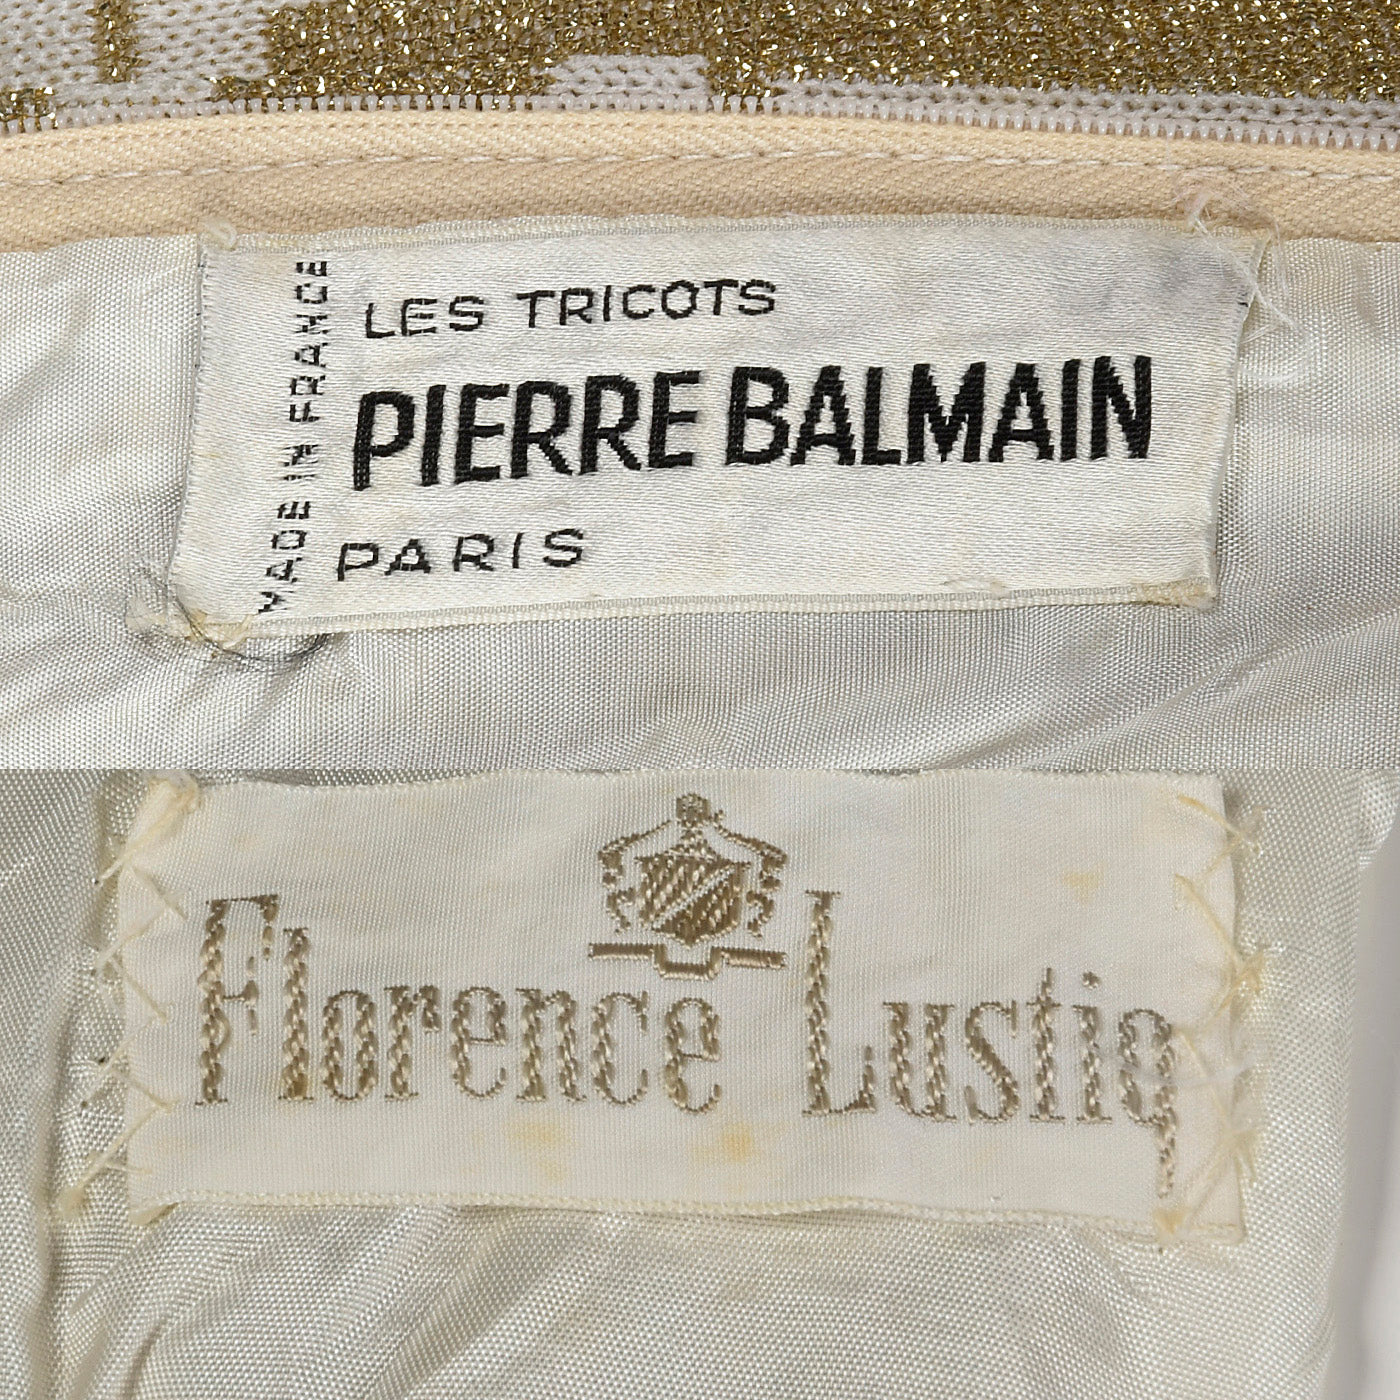 MADE IN FRANCE
LES TRICOTS
PIERRE BALMAIN
PARIS
Florence Lustig